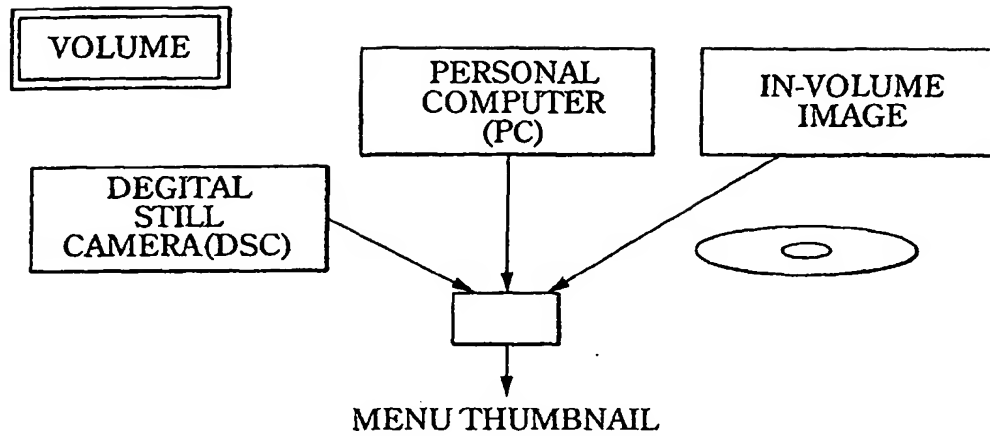 VOLUME
PERSONAL
COMPUTER
(PC)
IN-VOLUME
IMAGE
DEGITAL
STILL
CAMERA(DSC)
MENU THUMBNAIL